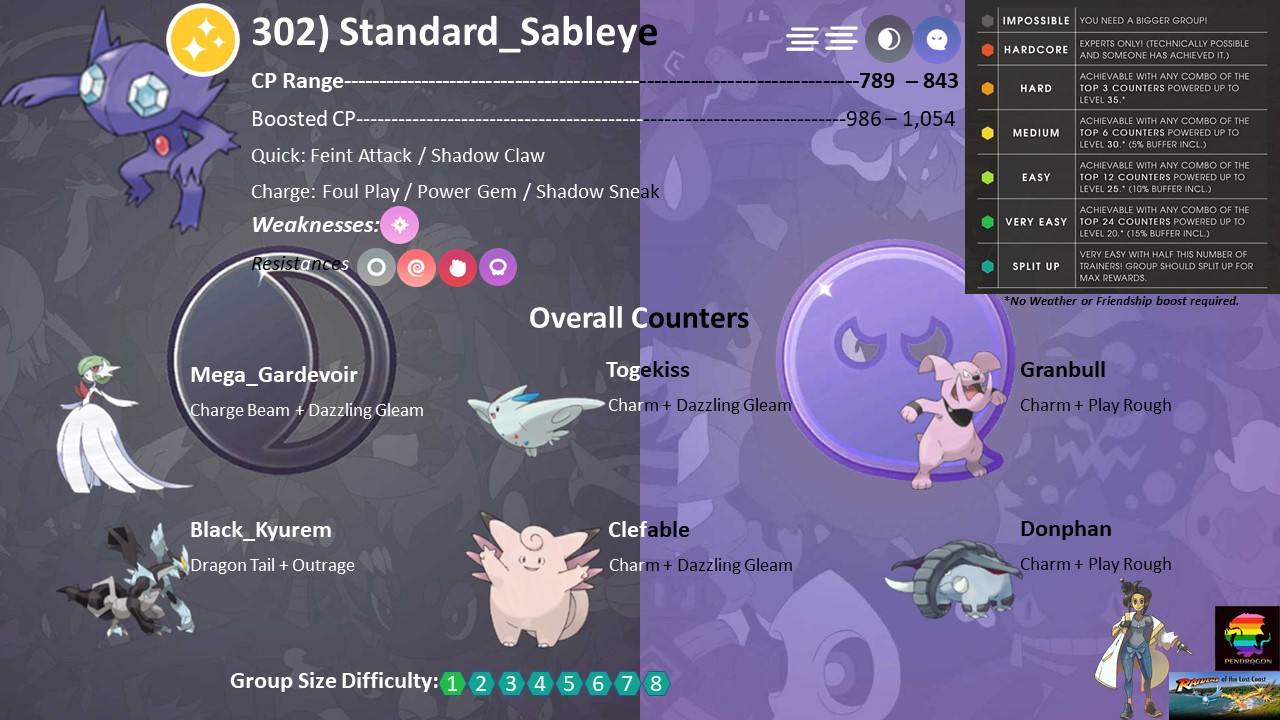 302) Standard_Sableye
CP Range--------------------------------------------------------------------------789 – 843
Boosted CP----------------------------------------------------------------------986 – 1,054
Quick: Feint Attack / Shadow Claw
Charge: Foul Play / Power Gem / Shadow Sneak
Weaknesses:
Resistances
IMPOSSIBLE YOU NEED A BIGGER GROUP!
HARDCORE EXPERTS ONLY! (TECHNICALLY POSSIBLE
AND SOMEONE HAS ACHIEVED IT.)
HARD ACHIEVABLE WITH ANY COMBO OF THE
TOP 3 COUNTERS POWERED UP TO
LEVEL 35.*
MEDIUM ACHIEVABLE WITH ANY COMBO OF THE
TOP 6 COUNTERS POWERED UP TO
LEVEL 30.* (5% BUFFER INCL.)
EASY ACHIEVABLE WITH ANY COMBO OF THE
TOP 12 COUNTERS POWERED UP TO
LEVEL 25.* (10% BUFFER INCL.)
VERY EASY ACHIEVABLE WITH ANY COMBO OF THE
TOP 24 COUNTERS POWERED UP TO
LEVEL 20.* (15% BUFFER INCL.)
SPLIT UP VERY EASY WITH HALF THIS NUMBER OF
TRAINERS! GROUP SHOULD SPLIT UP FOR
MAX REWARDS.
*No Weather or Friendship boost required.
Overall Counters
Mega_Gardevoir
Charge Beam + Dazzling Gleam
Togekiss
Charm + Dazzling Gleam
Granbull
Charm + Play Rough
Black_Kyurem
Dragon Tail + Outrage
Clefable
Charm + Dazzling Gleam
Donphan
Charm + Play Rough
Group Size Difficulty: 1 2 3 4 5 6 7 8
PENDRAGON
RAIDERS of the Lost Coast